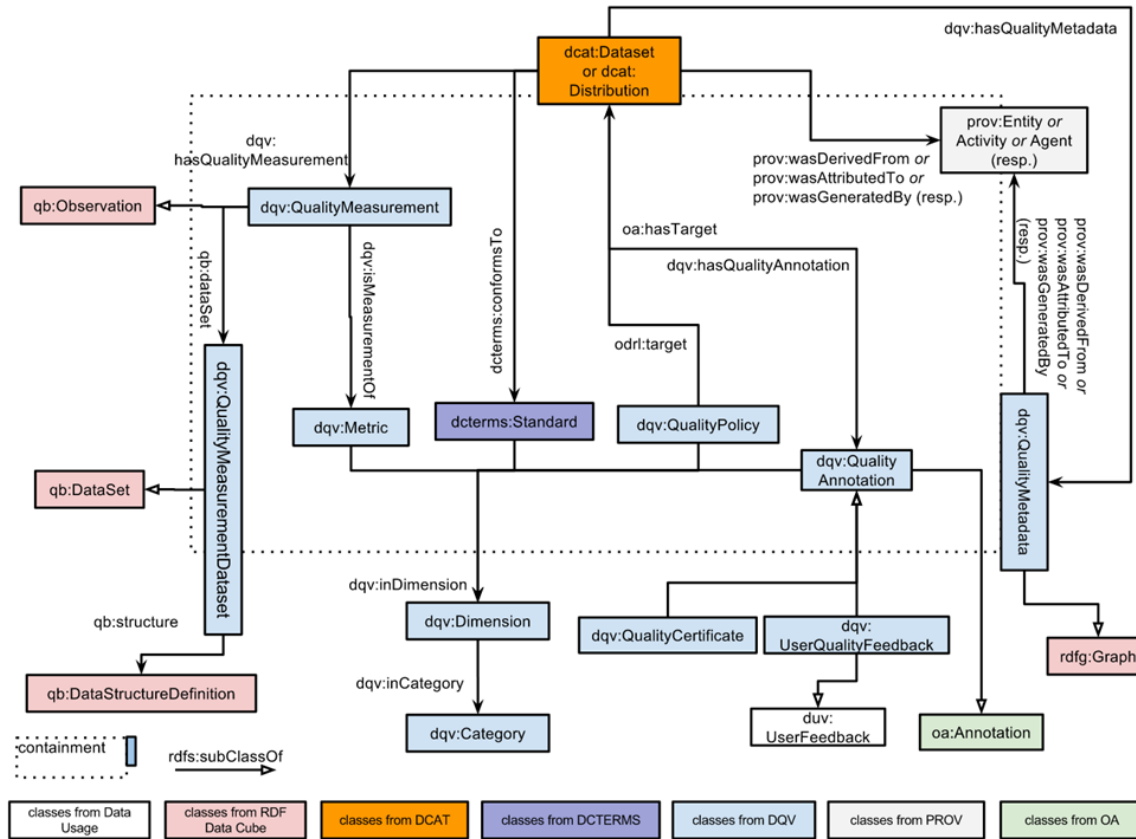 dqv:hasQualityMetadata
dcat:Dataset
or dcat:
Distribution
prov:Entity or
Activity or Agent
(resp.)
dqv:
hasQualityMeasurement
prov:wasDerivedFrom or
prov:wasAttributedTo or
prov:wasGeneratedBy (resp.)
qb:Observation
dqv:QualityMeasurement
oa:hasTarget
dqv:hasQualityAnnotation
prov:wasDerivedFrom or
prov:wasAttributedTo or
prov:wasGeneratedBy
(resp.)
qb:dataSet
dqv:isMeasurementOf
dcterms:conformsTo
odrl:target
dqv:QualityMeasurementDataset
dqv:Metric
dcterms:Standard
dqv:QualityPolicy
dqv:Quality
Annotation
dqv:QualityMetadata
qb:DataSet
dqv:inDimension
qb:structure
dqv:Dimension
dqv:QualityCertificate
dqv:
UserQualityFeedback
rdfg:Graph
qb:DataStructureDefinition
dqv:inCategory
dqv:Category
duv:
UserFeedback
oa:Annotation
containment
rdfs:subClassOf
classes from Data
Usage
classes from RDF
Data Cube
classes from DCAT
classes from DCTERMS
classes from DQV
classes from PROV
classes from OA